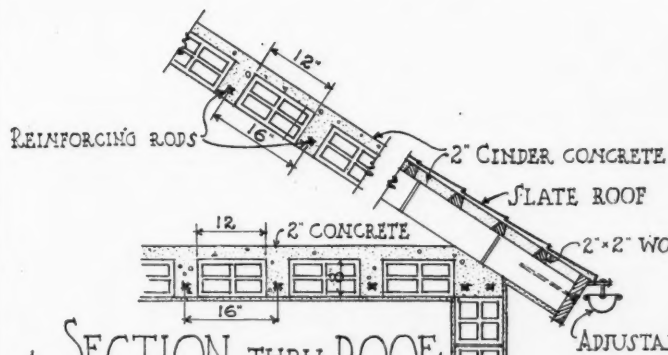 12"
REINFORCING RODS
16"
2" CINDER CONCRETE
SLATE ROOF
12
2" CONCRETE
2"×2" WO
8
16"
SECTION THRU ROOF
ADJUSTA